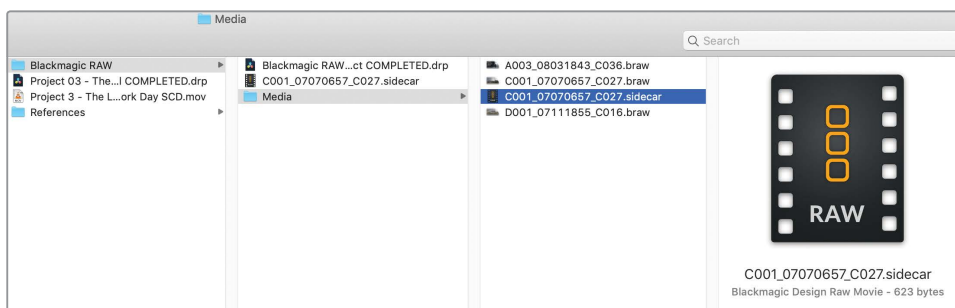 Media
Search
Blackmagic RAW
Project 03 - The...l COMPLETED.drp
Project 3 - The L...ork Day SCD.mov
References
Blackmagic RAW...ct COMPLETED.drp
C001_07070657_C027.sidecar
Media
A003_08031843_C036.braw
C001_07070657_C027.braw
C001_07070657_C027.sidecar
D001_07111855_C016.braw
RAW
C001_07070657_C027.sidecar
Blackmagic Design Raw Movie - 623 bytes